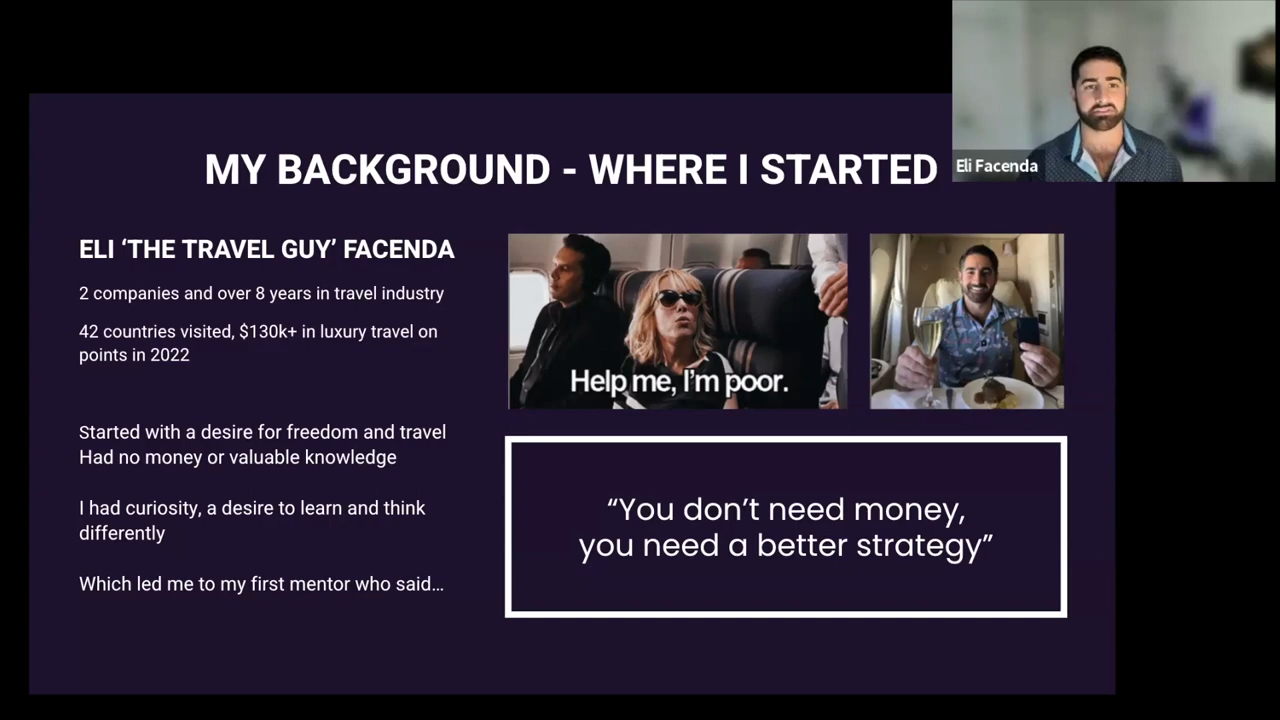 Eli Facenda
MY BACKGROUND - WHERE I STARTED
ELI ‘THE TRAVEL GUY’ FACENDA
2 companies and over 8 years in travel industry
42 countries visited, $130k+ in luxury travel on
points in 2022
Started with a desire for freedom and travel
Had no money or valuable knowledge
I had curiosity, a desire to learn and think
differently
Which led me to my first mentor who said…
Help me, I’m poor.
“You don’t need money,
you need a better strategy”